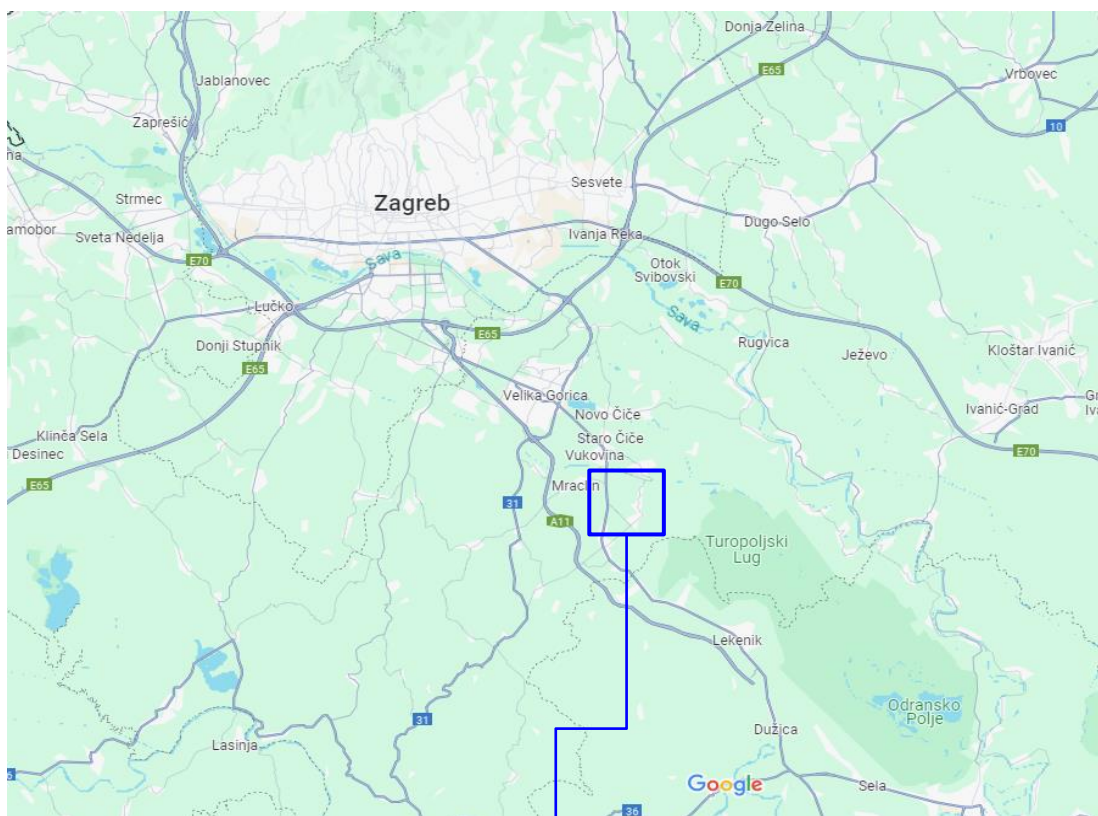 Donja Zelina
E65
Vrbovec
Jablanovec
Zaprešić
10
na
Sesvete
Strmec
Zagreb
Dugo Selo
amobor
Sveta Nedelja
Ivanja Reka
E70
Sava
Otok
Svibovski
E70
Lučko
Sava
E65
Donji Stupnik
Rugvica
Ježevo
Kloštar Ivanić
E65
Velika Gorica
Novo Čiče
Ivanić-Grad
Gr
Iva
Klinča Sela
Staro Čiče
Desinec
Vukovina
E70
E65
Mraclin
31
A11
Turopoljski
Lug
Lekenik
Odransko
Polje
31
Dužica
Lasinja
36
Google
Sela
36